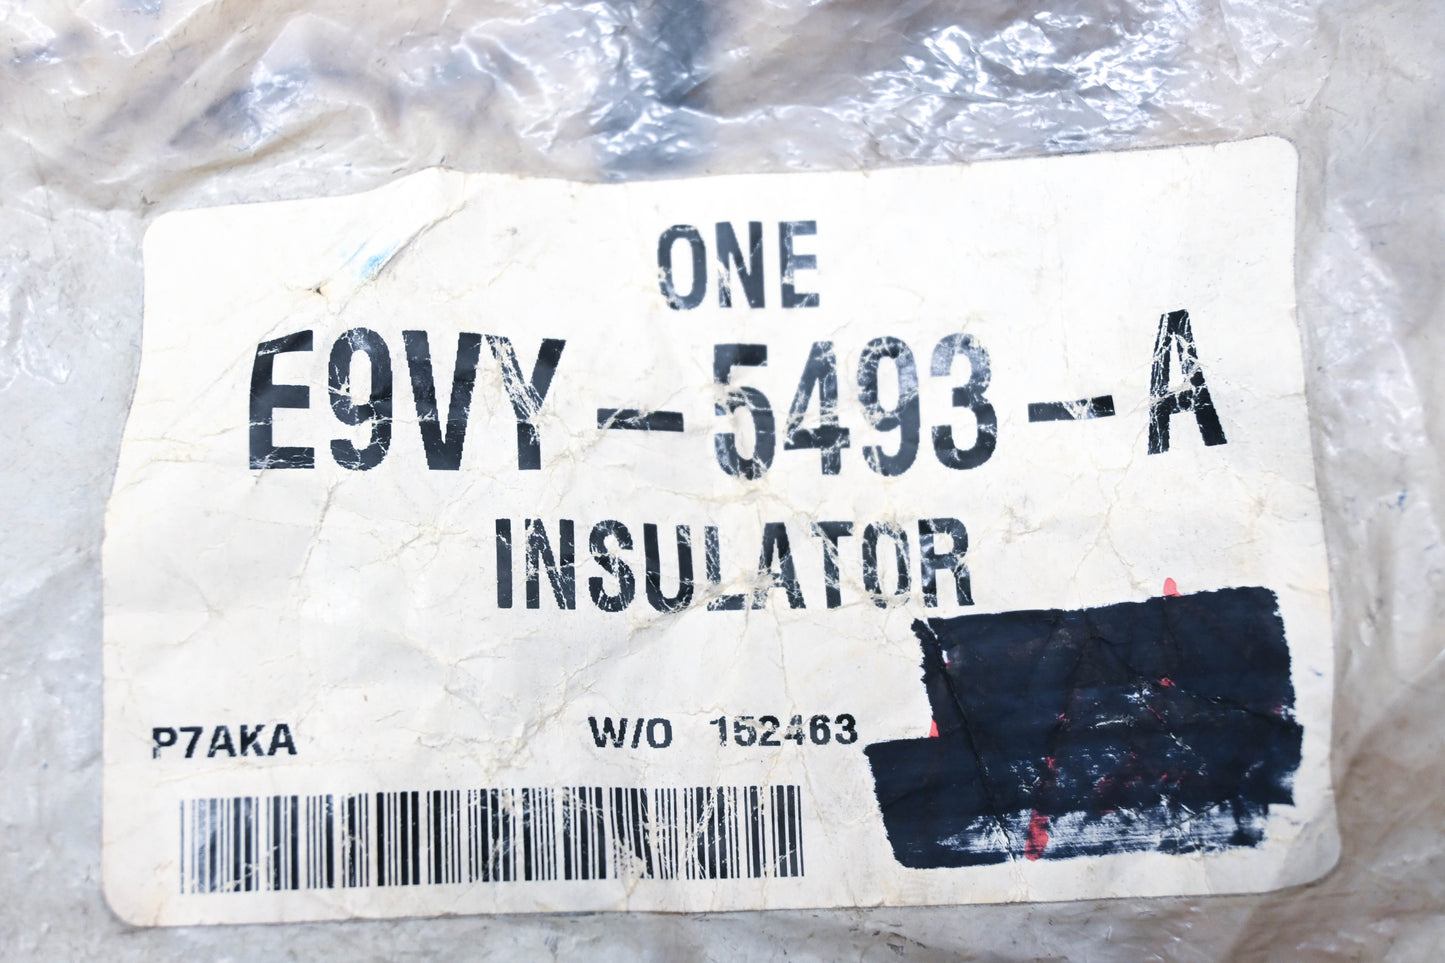 ONE
E9VY-5493-A
INSULATOR
P7AKA W/O 152463